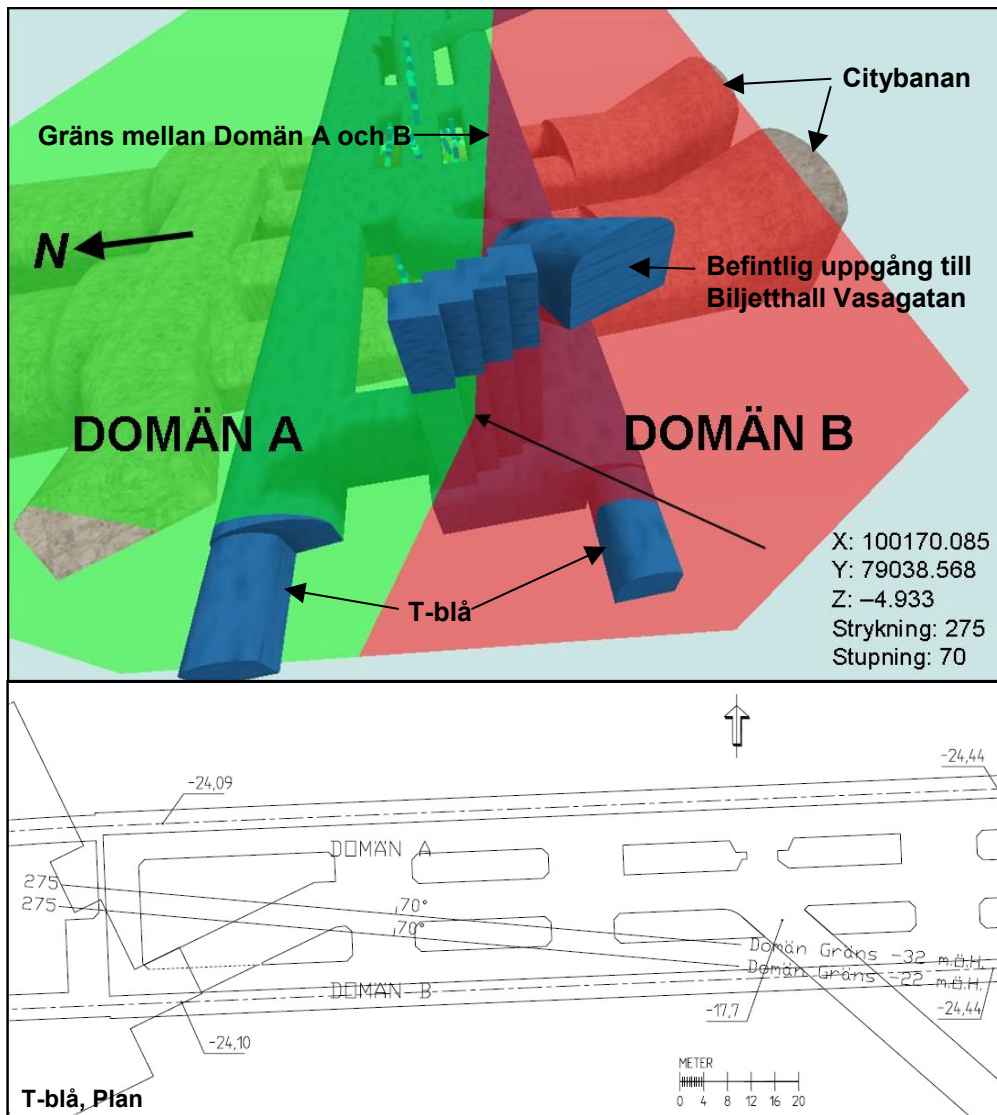 Citybanan
Gräns mellan Domän A och B
N
Befintlig uppgång till
Biljetthall Vasagatan
DOMÄN A
DOMÄN B
X: 100170.085
Y: 79038.568
Z: –4.933
Strykning: 275
Stupning: 70
T-blå
-24,09
-24,44
DOMÄN A
275
275
70°
70°
Domän Gräns -32 m.ö.H.
Domän Gräns -22 m.ö.H.
DOMÄN B
-17,7
-24,44
-24,10
METER
0 4 8 12 16 20
T-blå, Plan